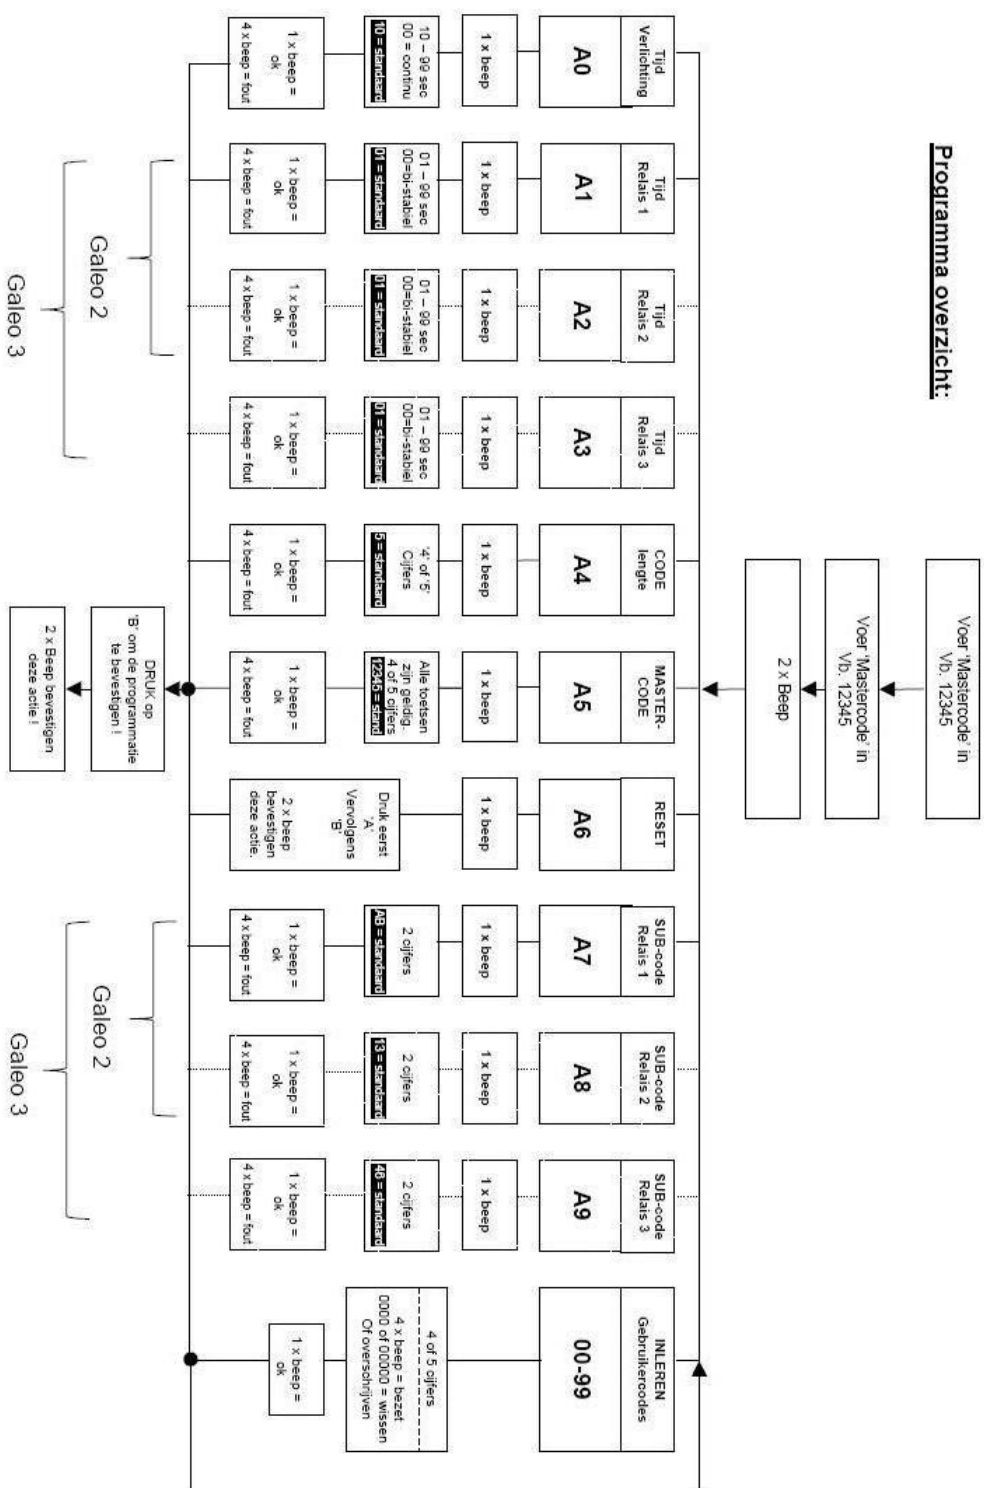 Programma overzicht:
Voer 'Mastercode' in
Vb. 12345
Voer 'Mastercode' in
Vb. 12345
2 x Beep
Tijd
Verlichting
A0
1 x beep
10 – 99 sec
00 = continu
10 = standaard
1 x beep =
ok
4 x beep = fout
Tijd
Relais 1
A1
1 x beep
01 – 99 sec
00=bi-stabiel
01 = standaard
1 x beep =
ok
4 x beep = fout
Tijd
Relais 2
A2
1 x beep
01 – 99 sec
00=bi-stabiel
01 = standaard
1 x beep =
ok
4 x beep = fout
Tijd
Relais 3
A3
1 x beep
01 – 99 sec
00=bi-stabiel
01 = standaard
1 x beep =
ok
4 x beep = fout
CODE
lengte
A4
1 x beep
'4' of '5'
Cijfers
5 = standaard
1 x beep =
ok
4 x beep = fout
MASTER-
CODE
A5
1 x beep
Alle toetsen
zijn geldig
4 of 5 cijfers
12345 = stand
1 x beep =
ok
4 x beep = fout
RESET
A6
1 x beep
Druk eerst
'A'
Vervolgens
'B'
2 x beep
bevestigen
deze actie.
SUB-code
Relais 1
A7
1 x beep
2 cijfers
AB = standaard
1 x beep =
ok
4 x beep = fout
SUB-code
Relais 2
A8
1 x beep
2 cijfers
13 = standaard
1 x beep =
ok
4 x beep = fout
SUB-code
Relais 3
A9
1 x beep
2 cijfers
46 = standaard
1 x beep =
ok
4 x beep = fout
INLEREN
Gebruikercodes
00-99
4 of 5 cijfers
4 x beep = bezet
0000 of 00000 = wissen
Of overschrijven
1 x beep =
ok
Galeo 2
Galeo 3
DRUK op
'B' om de programmatie
te bevestigen !
2 x Beep bevestigen
deze actie !
Galeo 2
Galeo 3